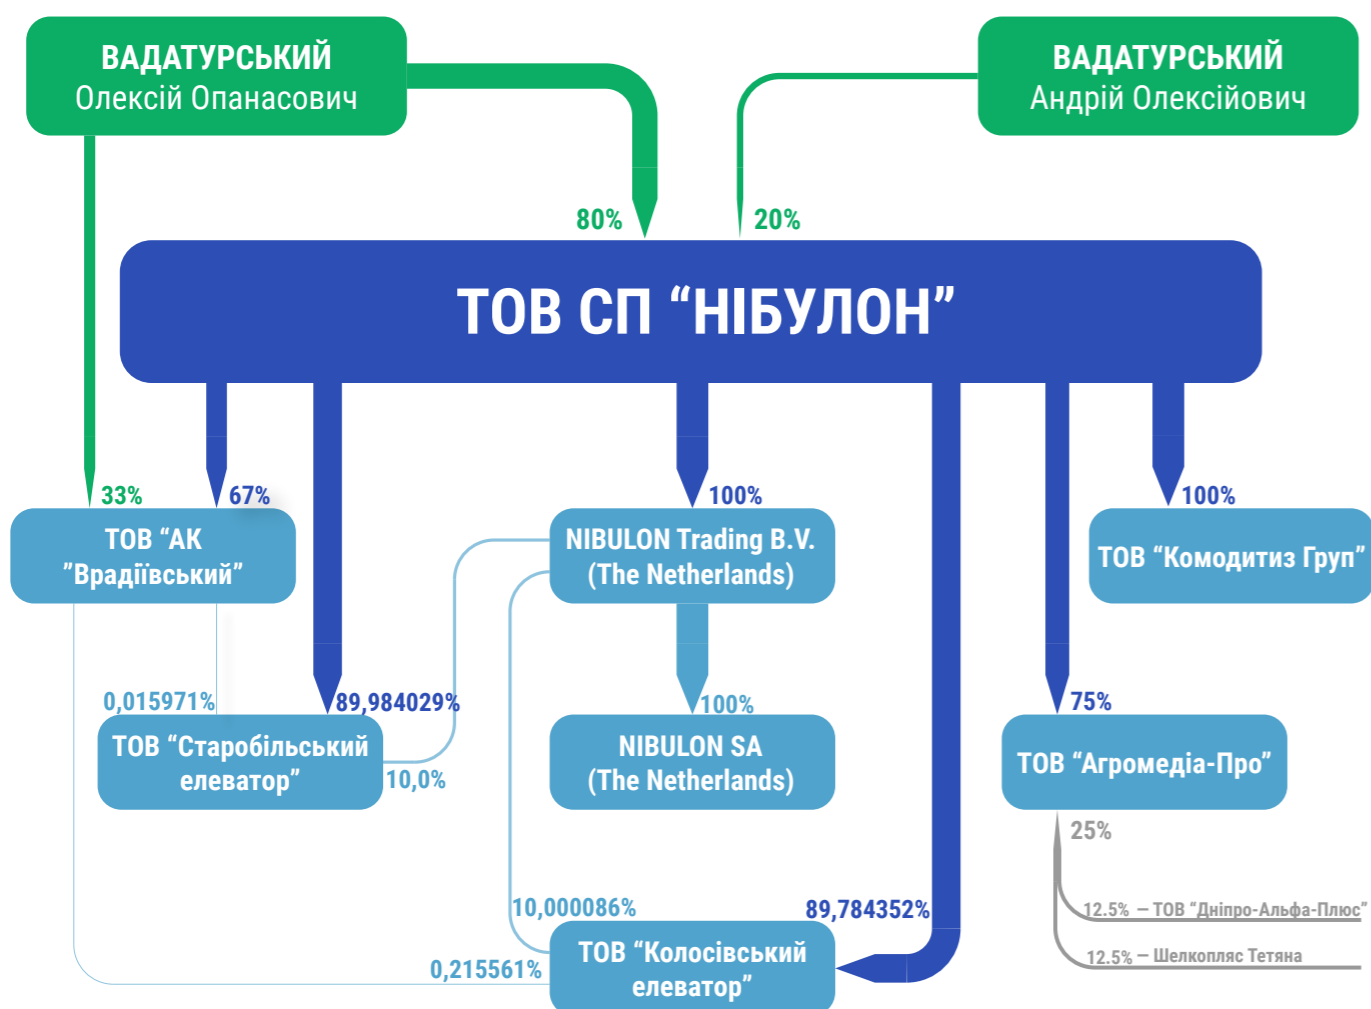 ВАДАТУРСЬКИЙ
Олексій Опанасович
ВАДАТУРСЬКИЙ
Андрій Олексійович
80%
20%
ТОВ СП “НІБУЛОН”
33%
67%
100%
100%
ТОВ “АК
”Врадіївський”
NIBULON Trading B.V.
(The Netherlands)
ТОВ “Комодитиз Груп”
0,015971%
89,984029%
100%
75%
ТОВ “Старобільський
елеватор”
10,0%
NIBULON SA
(The Netherlands)
ТОВ “Агромедіа-Про”
25%
10,000086%
89,784352%
12.5% — ТОВ “Дніпро-Альфа-Плюс”
0,215561%
ТОВ “Колосівський
елеватор”
12.5% — Шелкопляс Тетяна